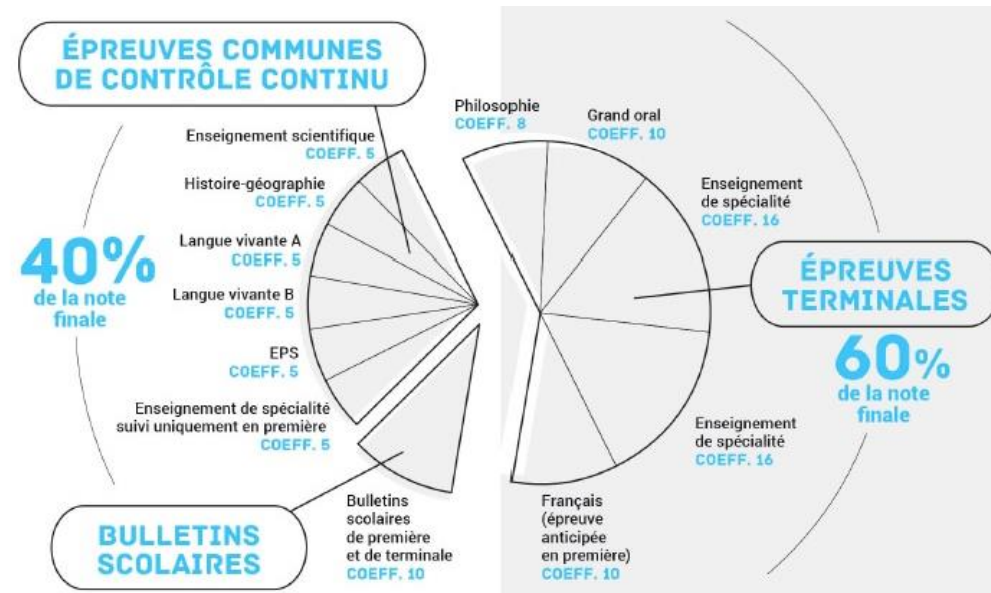 ÉPREUVES COMMUNES
DE CONTRÔLE CONTINU
Enseignement scientifique
COEFF. 5
Histoire-géographie
COEFF. 5
Langue vivante A
COEFF. 5
Langue vivante B
COEFF. 5
EPS
COEFF. 5
Enseignement de spécialité
suivi uniquement en première
COEFF. 5
40%
de la note
finale
BULLETINS
SCOLAIRES
Bulletins
scolaires
de première
et de terminale
COEFF. 10
Philosophie
COEFF. 8
Grand oral
COEFF. 10
Enseignement
de spécialité
COEFF. 16
ÉPREUVES
TERMINALES
60%
de la note
finale
Enseignement
de spécialité
COEFF. 16
Français
(épreuve
anticipée
en première)
COEFF. 10